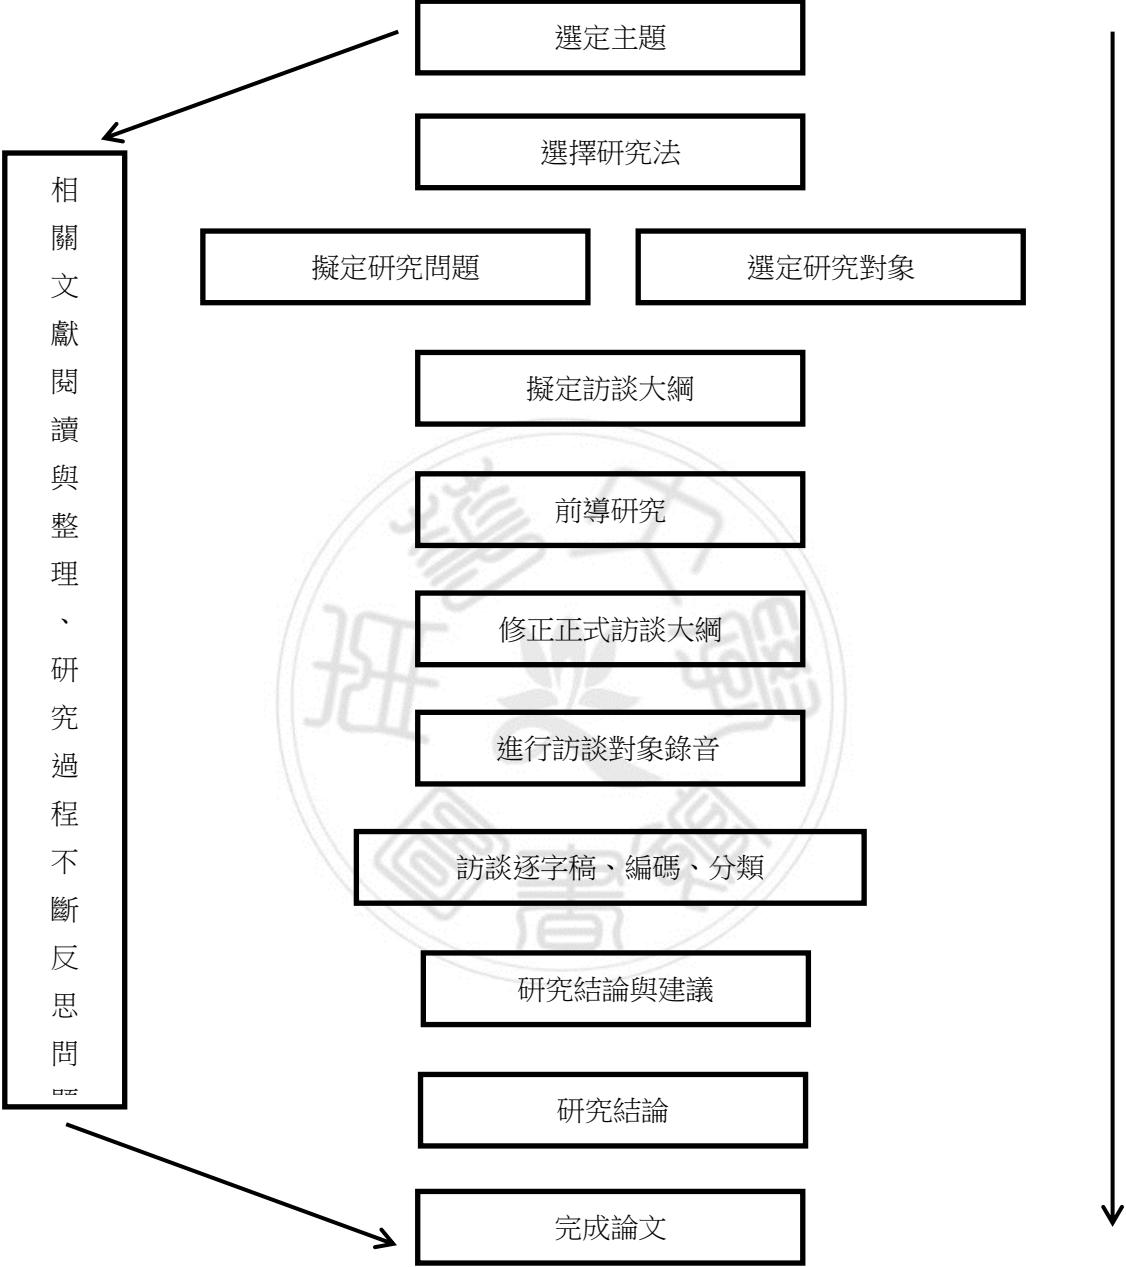 選定主題
選擇研究法
擬定研究問題
選定研究對象
擬定訪談大綱
前導研究
修正正式訪談大綱
進行訪談對象錄音
訪談逐字稿、編碼、分類
研究結論與建議
研究結論
完成論文
相關文獻閱讀與整理、研究過程不斷反思問